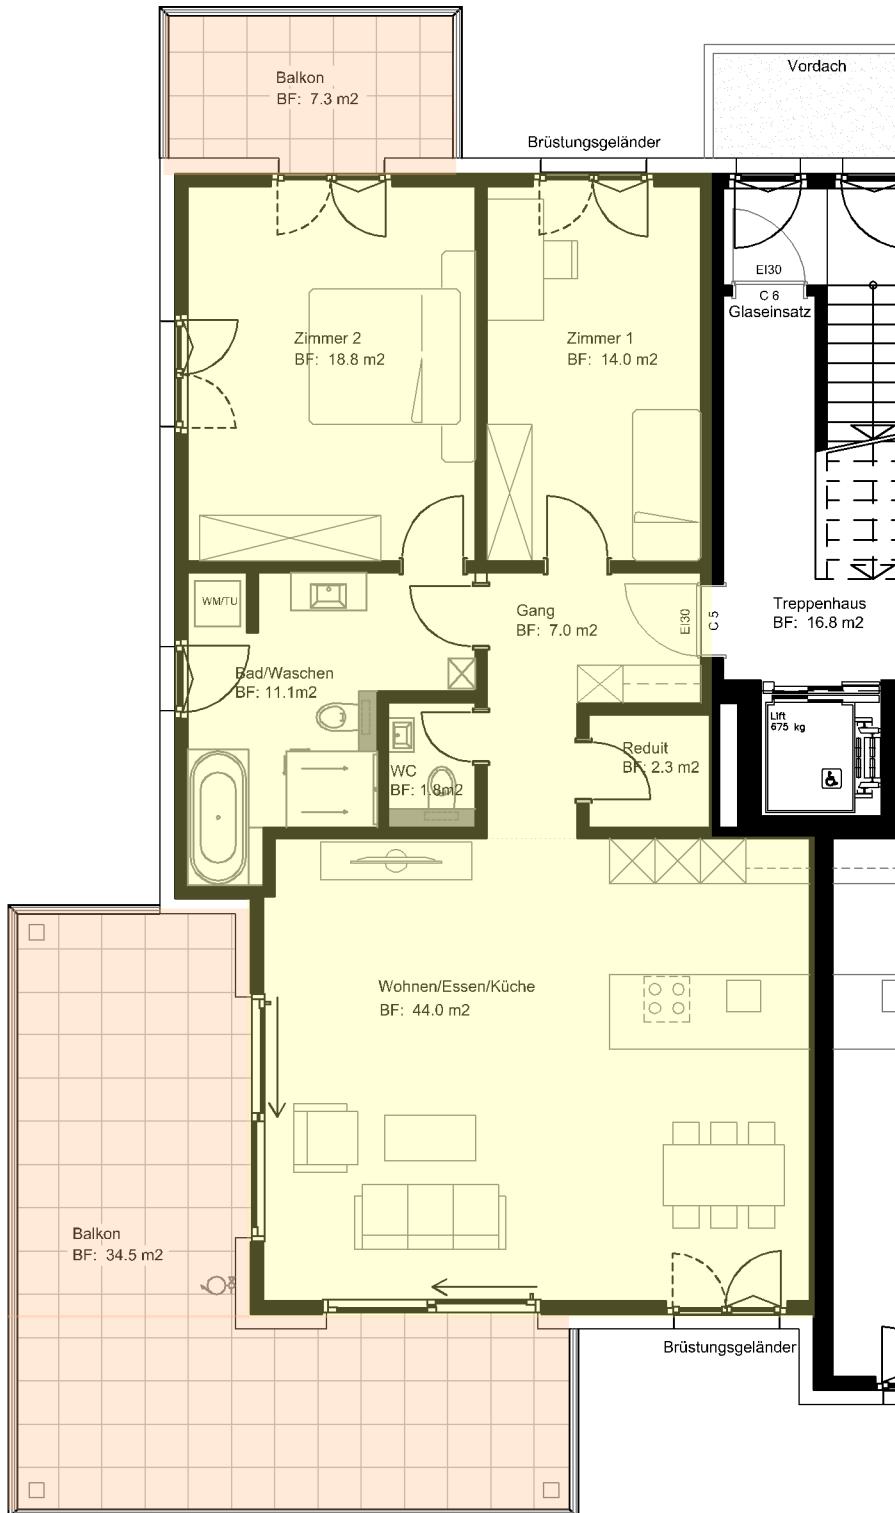 Vordach
Balkon
BF: 7.3 m2
Brüstungsgeländer
EI30
C 6
Glaseinsatz
Zimmer 2
BF: 18.8 m2
Zimmer 1
BF: 14.0 m2
WM/TU
Gang
BF: 7.0 m2
EI30
C 5
Treppenhaus
BF: 16.8 m2
Bad/Waschen
BF: 11.1m2
Lift
675 kg
Reduit
BF: 2.3 m2
WC
BF: 1.8m2
Wohnen/Essen/Küche
BF: 44.0 m2
Balkon
BF: 34.5 m2
Brüstungsgeländer